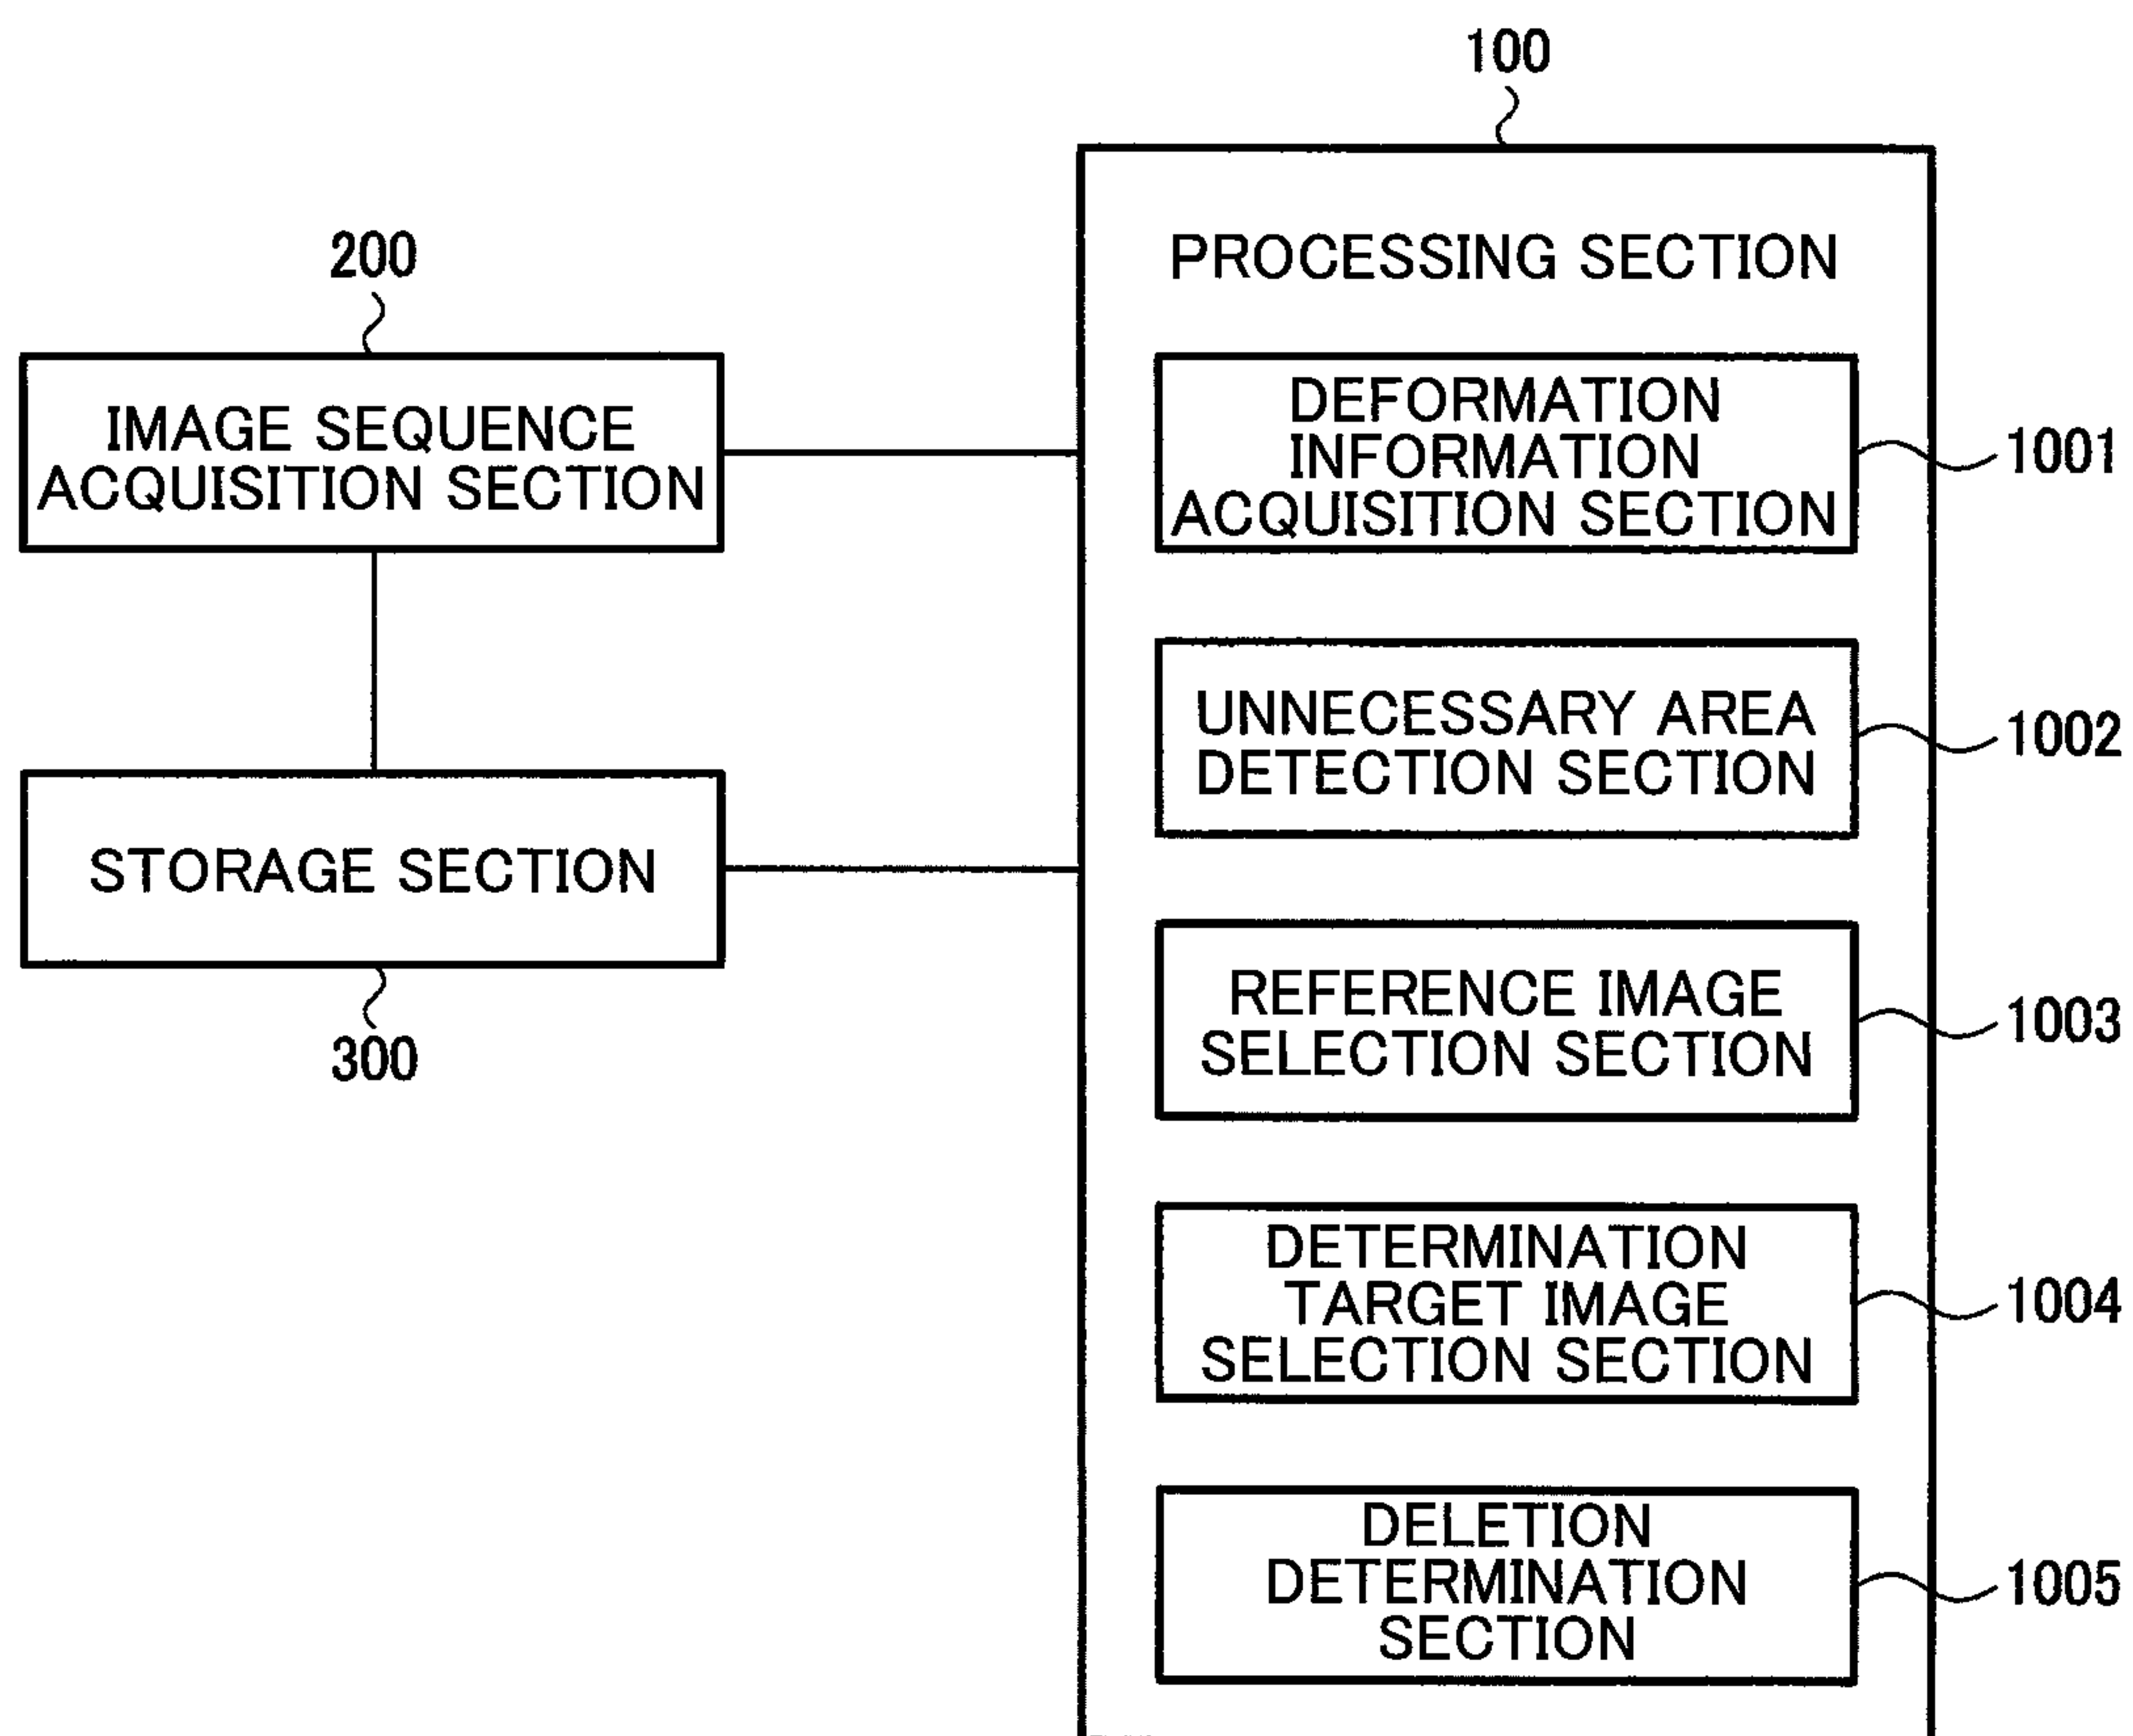 100
PROCESSING SECTION
200
IMAGE SEQUENCE
ACQUISITION SECTION
DEFORMATION
INFORMATION
ACQUISITION SECTION
1001
UNNECESSARY AREA
DETECTION SECTION
1002
STORAGE SECTION
300
REFERENCE IMAGE
SELECTION SECTION
1003
DETERMINATION
TARGET IMAGE
SELECTION SECTION
1004
DELETION
DETERMINATION
SECTION
1005